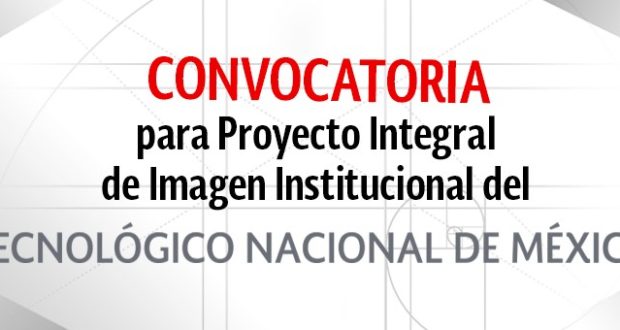 CONVOCATORIA
para Proyecto Integral
de Imagen Institucional del
ECNOLÓGICO NACIONAL DE MÉXIC